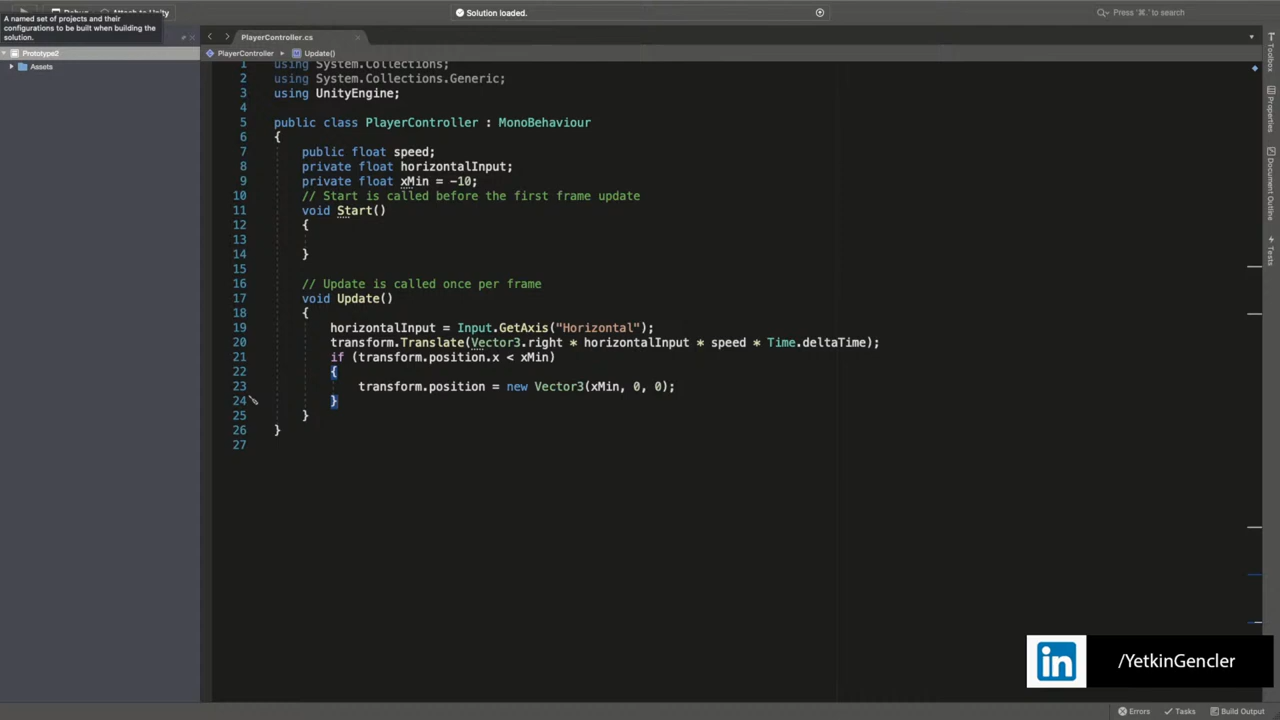 Debug
Attach to Unity
Solution loaded.
Press '⌘.' to search
A named set of projects and their
configurations to be built when building the
solution.
Prototype2
Assets
PlayerController.cs
PlayerController
Update()
1 using System.Collections;
2 using System.Collections.Generic;
3 using UnityEngine;
4
5 public class PlayerController : MonoBehaviour
6 {
7 public float speed;
8 private float horizontalInput;
9 private float xMin = -10;
10 // Start is called before the first frame update
11 void Start()
12 {
13
14 }
15
16 // Update is called once per frame
17 void Update()
18 {
19 horizontalInput = Input.GetAxis("Horizontal");
20 transform.Translate(Vector3.right * horizontalInput * speed * Time.deltaTime);
21 if (transform.position.x < xMin)
22 {
23 transform.position = new Vector3(xMin, 0, 0);
24 }
25 }
26 }
27
Toolbox
Properties
Document Outline
Tests
in
/YetkinGencler
Errors
Tasks
Build Output